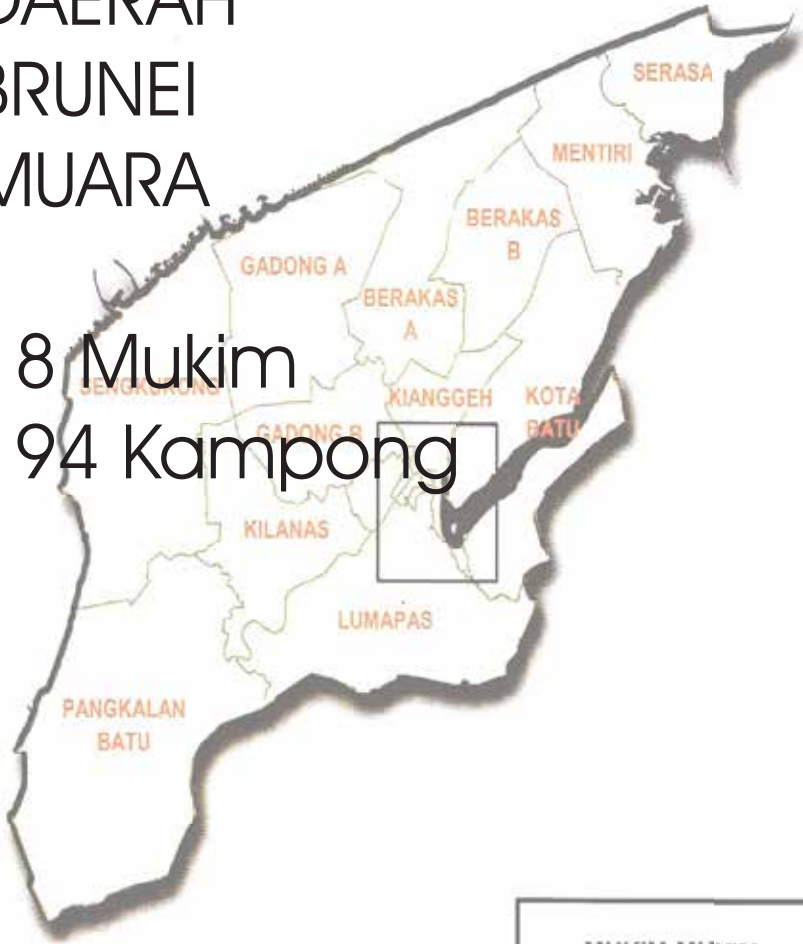 DAERAH
BRUNEI
MUARA
8 Mukim
94 Kampong
SERASA
MENTIRI
BERAKAS
B
GADONG A
BERAKAS
A
SENGKURONG
KIANGGEH
KOTA
BATU
GADONG B
KILANAS
LUMAPAS
PANGKALAN
BATU